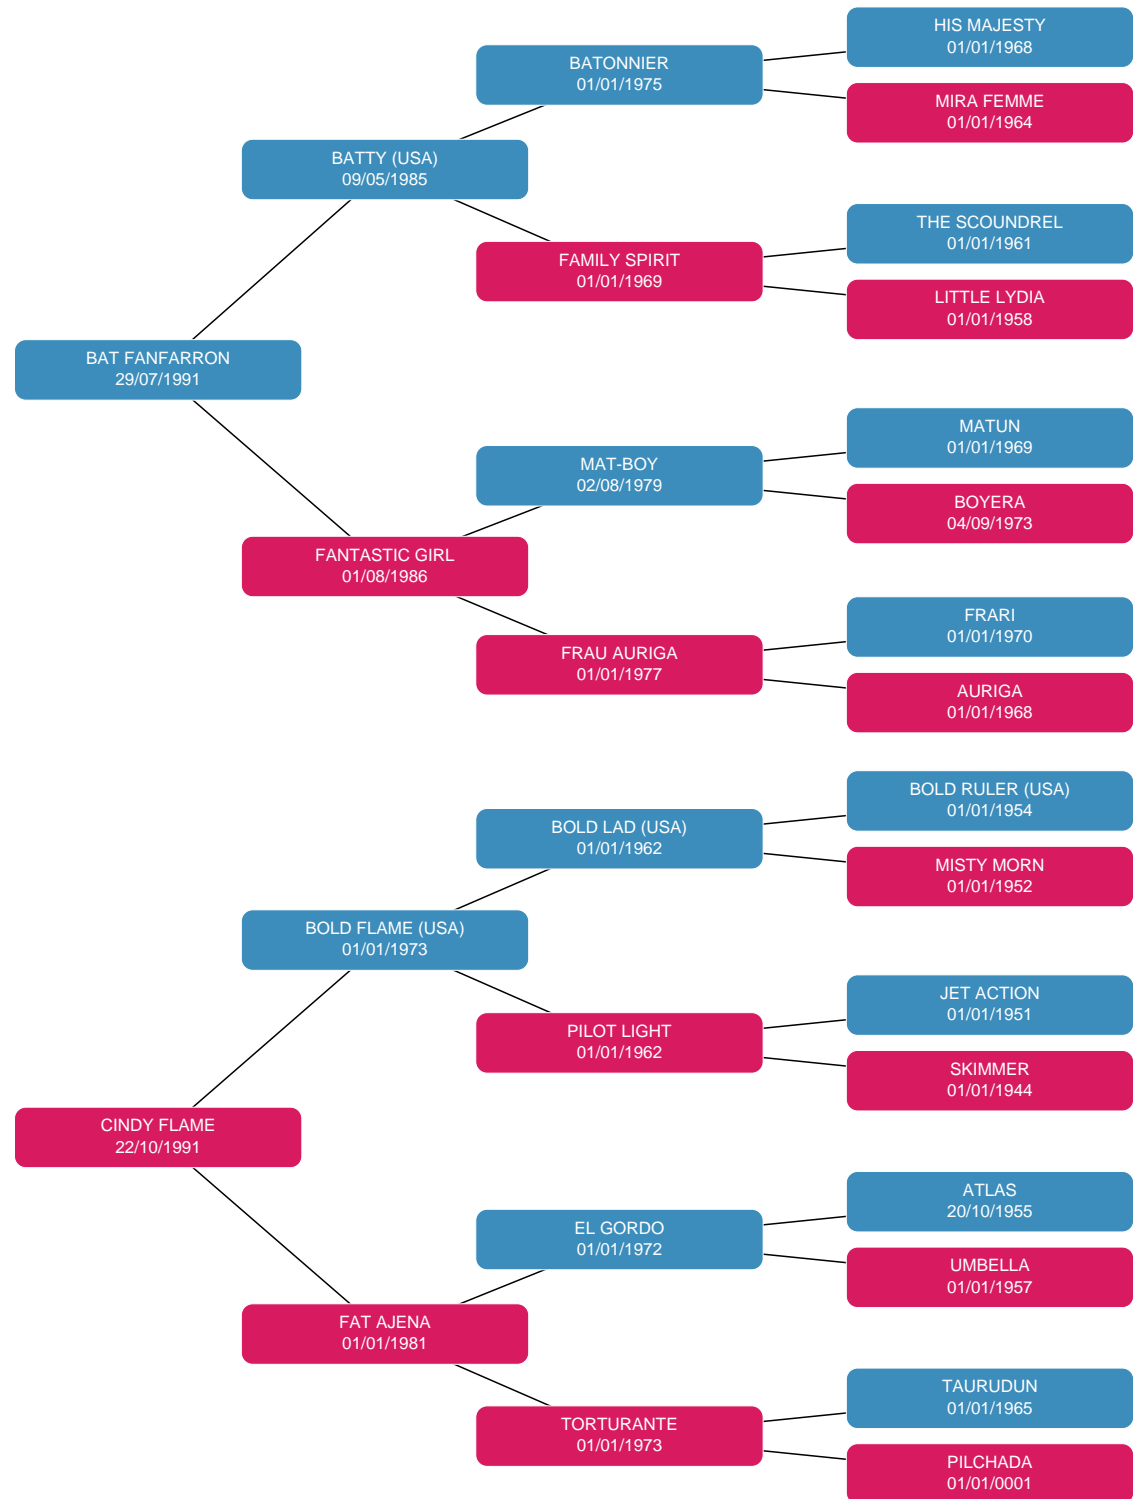 HIS MAJESTY
01/01/1968
BATONNIER
01/01/1975
MIRA FEMME
01/01/1964
BATTY (USA)
09/05/1985
THE SCOUNDREL
01/01/1961
FAMILY SPIRIT
01/01/1969
LITTLE LYDIA
01/01/1958
BAT FANFARRON
29/07/1991
MATUN
01/01/1969
MAT-BOY
02/08/1979
BOYERA
04/09/1973
FANTASTIC GIRL
01/08/1986
FRARI
01/01/1970
FRAU AURIGA
01/01/1977
AURIGA
01/01/1968
BOLD RULER (USA)
01/01/1954
BOLD LAD (USA)
01/01/1962
MISTY MORN
01/01/1952
BOLD FLAME (USA)
01/01/1973
JET ACTION
01/01/1951
PILOT LIGHT
01/01/1962
SKIMMER
01/01/1944
CINDY FLAME
22/10/1991
ATLAS
20/10/1955
EL GORDO
01/01/1972
UMBELLA
01/01/1957
FAT AJENA
01/01/1981
TAURUDUN
01/01/1965
TORTURANTE
01/01/1973
PILCHADA
01/01/0001